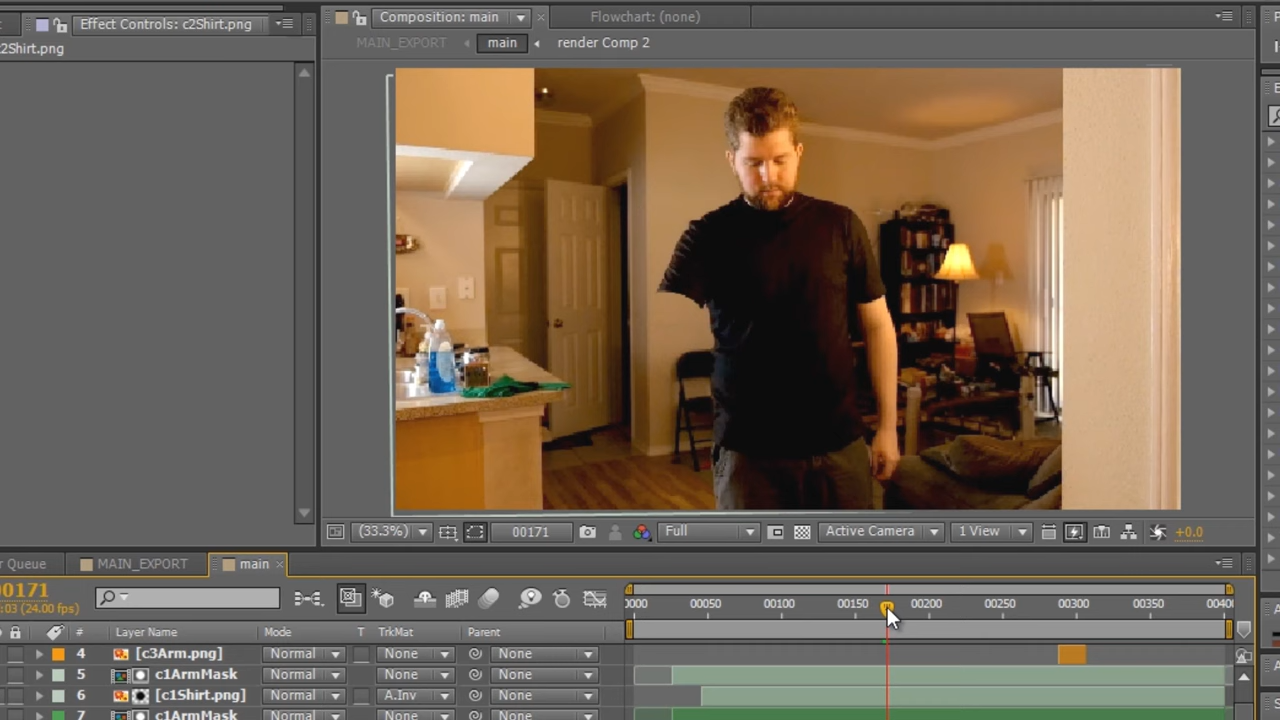 Effect Controls: c2Shirt.png
Composition: main
Flowchart: (none)
2Shirt.png
MAIN_EXPORT
main
render Comp 2
(33.3%)
00171
Full
Active Camera
1 View
+0.0
r Queue
MAIN_EXPORT
main
00171
:03 (24.00 fps)
0000 00050 00100 00150 00200 00250 00300 00350 0040
# Layer Name Mode T TrkMat Parent
4 [c3Arm.png] Normal None None
5 c1ArmMask Normal None None
6 [c1Shirt.png] Normal A.Inv None
7 c1ArmMask Normal None None